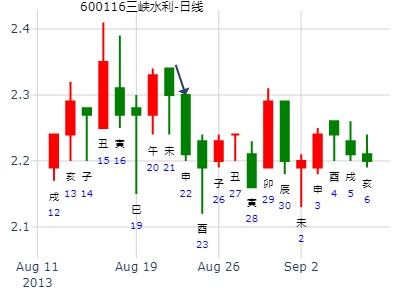 600116三峡水利-日线
2.4
2.3
2.2
2.1
戌
12
亥
13
子
14
丑
15
寅
16
巳
19
午
20
未
21
申
22
酉
23
子
26
丑
27
寅
28
卯
29
辰
30
未
2
申
3
酉
4
戌
5
亥
6
Aug 11
2013
Aug 19
Aug 26
Sep 2